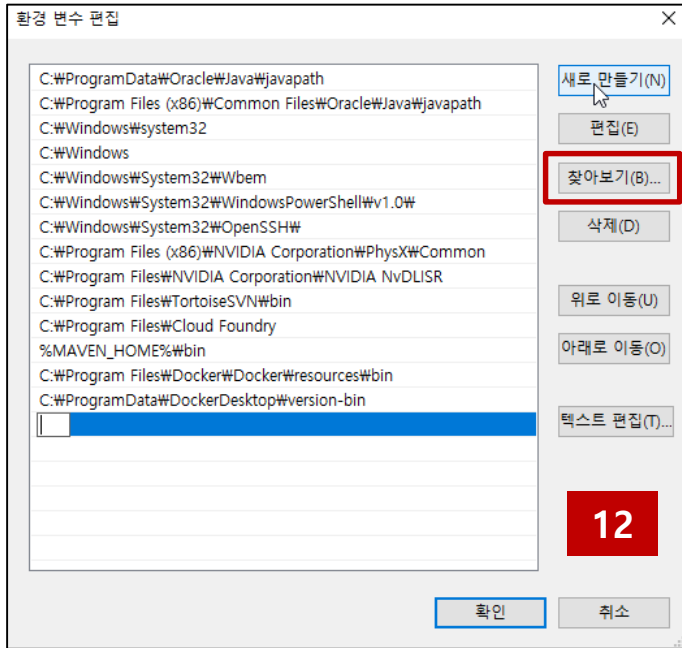 환경 변수 편집
C:₩ProgramData₩Oracle₩Java₩javapath
C:₩Program Files (x86)₩Common Files₩Oracle₩Java₩javapath
C:₩Windows₩system32
C:₩Windows
C:₩Windows₩System32₩Wbem
C:₩Windows₩System32₩WindowsPowerShell₩v1.0₩
C:₩Windows₩System32₩OpenSSH₩
C:₩Program Files (x86)₩NVIDIA Corporation₩PhysX₩Common
C:₩Program Files₩NVIDIA Corporation₩NVIDIA NvDLISR
C:₩Program Files₩TortoiseSVN₩bin
C:₩Program Files₩Cloud Foundry
%MAVEN_HOME%₩bin
C:₩Program Files₩Docker₩Docker₩resources₩bin
C:₩ProgramData₩DockerDesktop₩version-bin
새로 만들기(N)
편집(E)
찾아보기(B)...
삭제(D)
위로 이동(U)
아래로 이동(O)
텍스트 편집(T)...
12
확인
취소